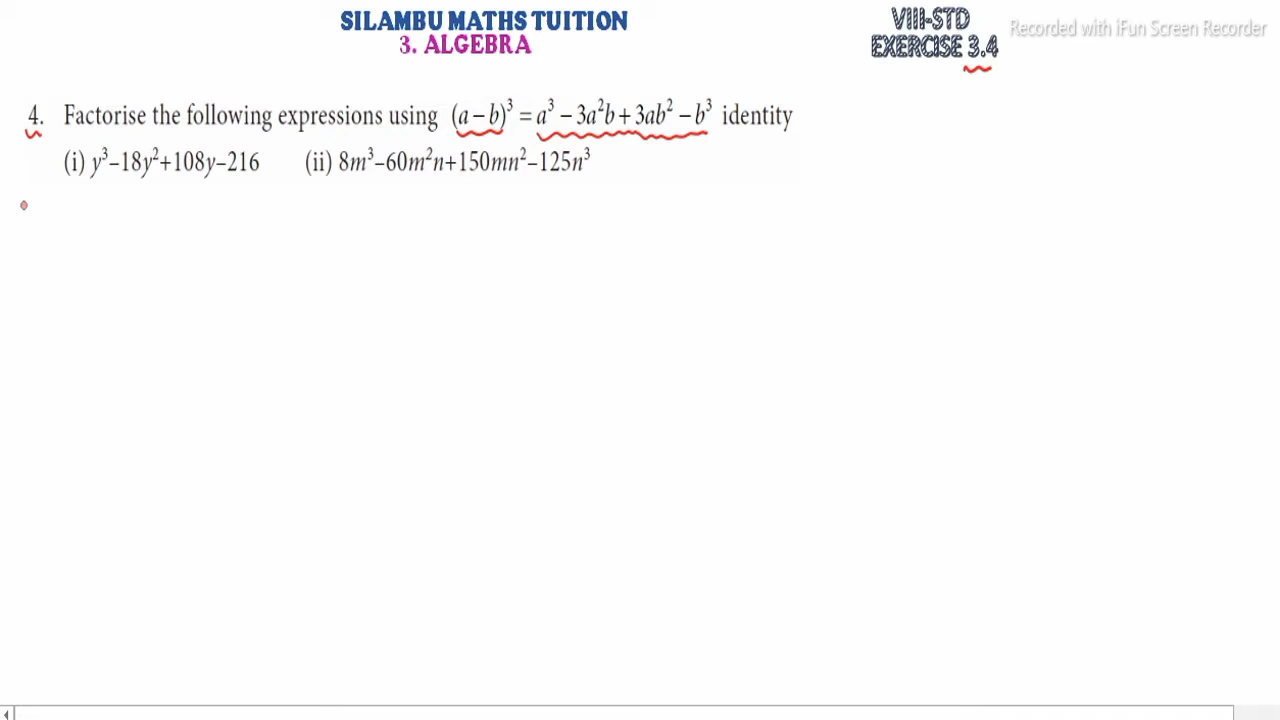 SILAMBU MATHS TUITION
3. ALGEBRA
VIII-STD
EXERCISE 3.4
Recorded with iFun Screen Recorder
4. Factorise the following expressions using (a – b)³ = a³ – 3a²b + 3ab² – b³ identity
(i) y³–18y²+108y–216 (ii) 8m³–60m²n+150mn²–125n³